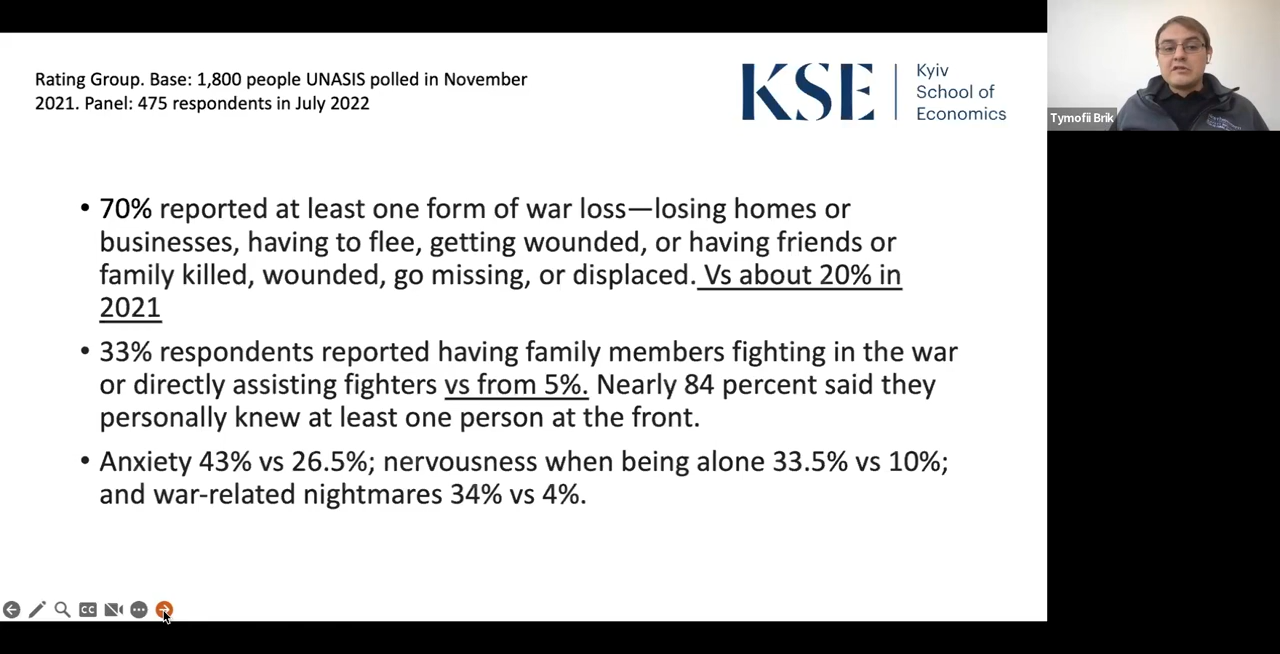 Rating Group. Base: 1,800 people UNASIS polled in November
2021. Panel: 475 respondents in July 2022
KSE
Kyiv
School of
Economics
Tymofii Brik
• 70% reported at least one form of war loss—losing homes or
businesses, having to flee, getting wounded, or having friends or
family killed, wounded, go missing, or displaced. Vs about 20% in
2021
• 33% respondents reported having family members fighting in the war
or directly assisting fighters vs from 5%. Nearly 84 percent said they
personally knew at least one person at the front.
• Anxiety 43% vs 26.5%; nervousness when being alone 33.5% vs 10%;
and war-related nightmares 34% vs 4%.
CC